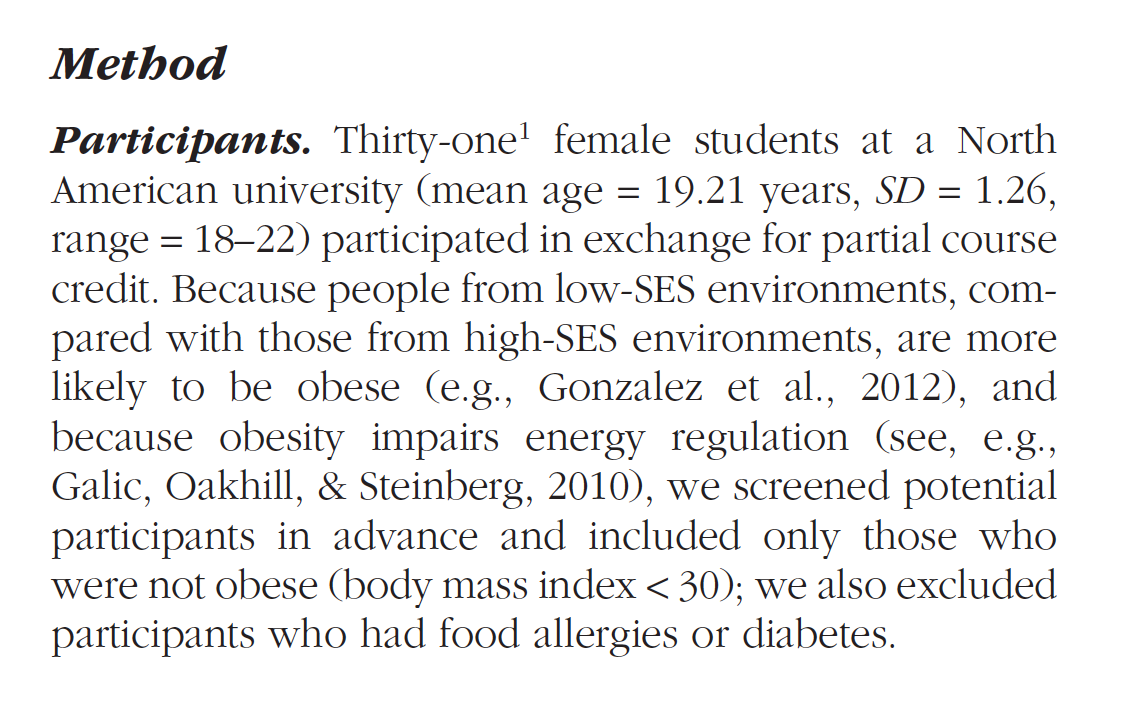 Method
Participants. Thirty-one1 female students at a North
American university (mean age = 19.21 years, SD = 1.26,
range = 18–22) participated in exchange for partial course
credit. Because people from low-SES environments, com-
pared with those from high-SES environments, are more
likely to be obese (e.g., Gonzalez et al., 2012), and
because obesity impairs energy regulation (see, e.g.,
Galic, Oakhill, & Steinberg, 2010), we screened potential
participants in advance and included only those who
were not obese (body mass index < 30); we also excluded
participants who had food allergies or diabetes.